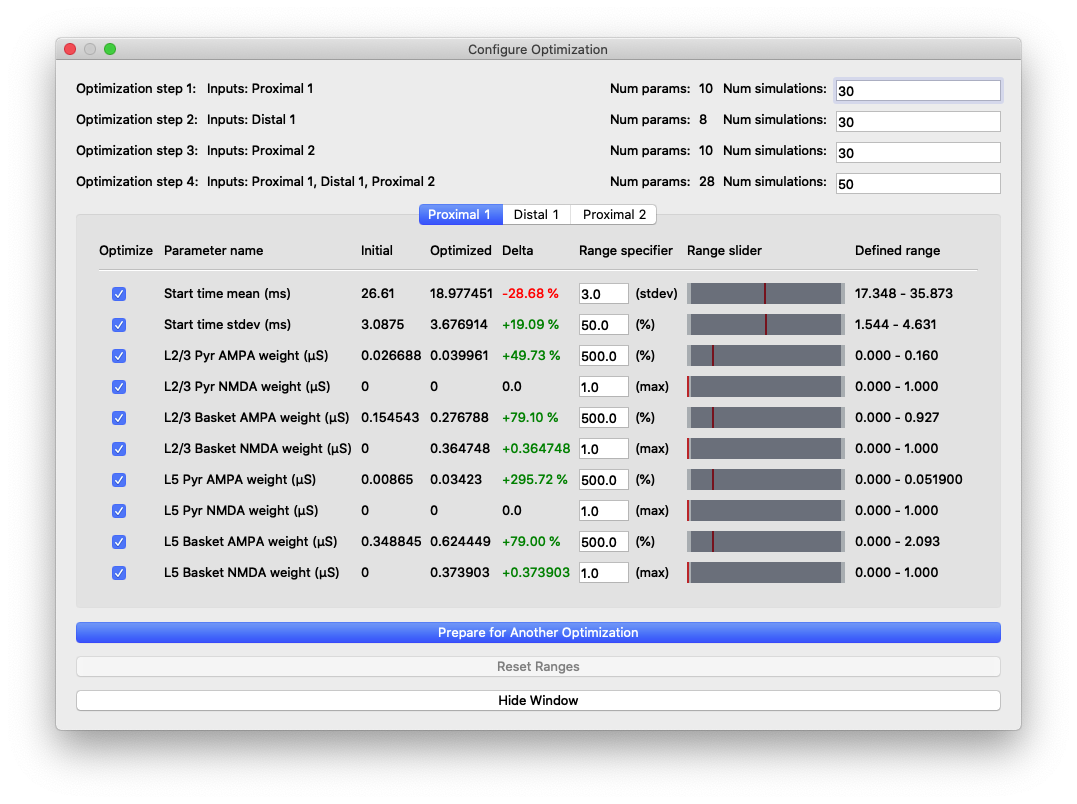 Configure Optimization
Optimization step 1: Inputs: Proximal 1 Num params: 10 Num simulations: 30
Optimization step 2: Inputs: Distal 1 Num params: 8 Num simulations: 30
Optimization step 3: Inputs: Proximal 2 Num params: 10 Num simulations: 30
Optimization step 4: Inputs: Proximal 1, Distal 1, Proximal 2 Num params: 28 Num simulations: 50
Proximal 1 Distal 1 Proximal 2
Optimize Parameter name Initial Optimized Delta Range specifier Range slider Defined range
Start time mean (ms) 26.61 18.977451 -28.68 % 3.0 (stdev) 17.348 - 35.873
Start time stdev (ms) 3.0875 3.676914 +19.09 % 50.0 (%) 1.544 - 4.631
L2/3 Pyr AMPA weight (µS) 0.026688 0.039961 +49.73 % 500.0 (%) 0.000 - 0.160
L2/3 Pyr NMDA weight (µS) 0 0 0.0 1.0 (max) 0.000 - 1.000
L2/3 Basket AMPA weight (µS) 0.154543 0.276788 +79.10 % 500.0 (%) 0.000 - 0.927
L2/3 Basket NMDA weight (µS) 0 0.364748 +0.364748 1.0 (max) 0.000 - 1.000
L5 Pyr AMPA weight (µS) 0.00865 0.03423 +295.72 % 500.0 (%) 0.000 - 0.051900
L5 Pyr NMDA weight (µS) 0 0 0.0 1.0 (max) 0.000 - 1.000
L5 Basket AMPA weight (µS) 0.348845 0.624449 +79.00 % 500.0 (%) 0.000 - 2.093
L5 Basket NMDA weight (µS) 0 0.373903 +0.373903 1.0 (max) 0.000 - 1.000
Prepare for Another Optimization
Reset Ranges
Hide Window